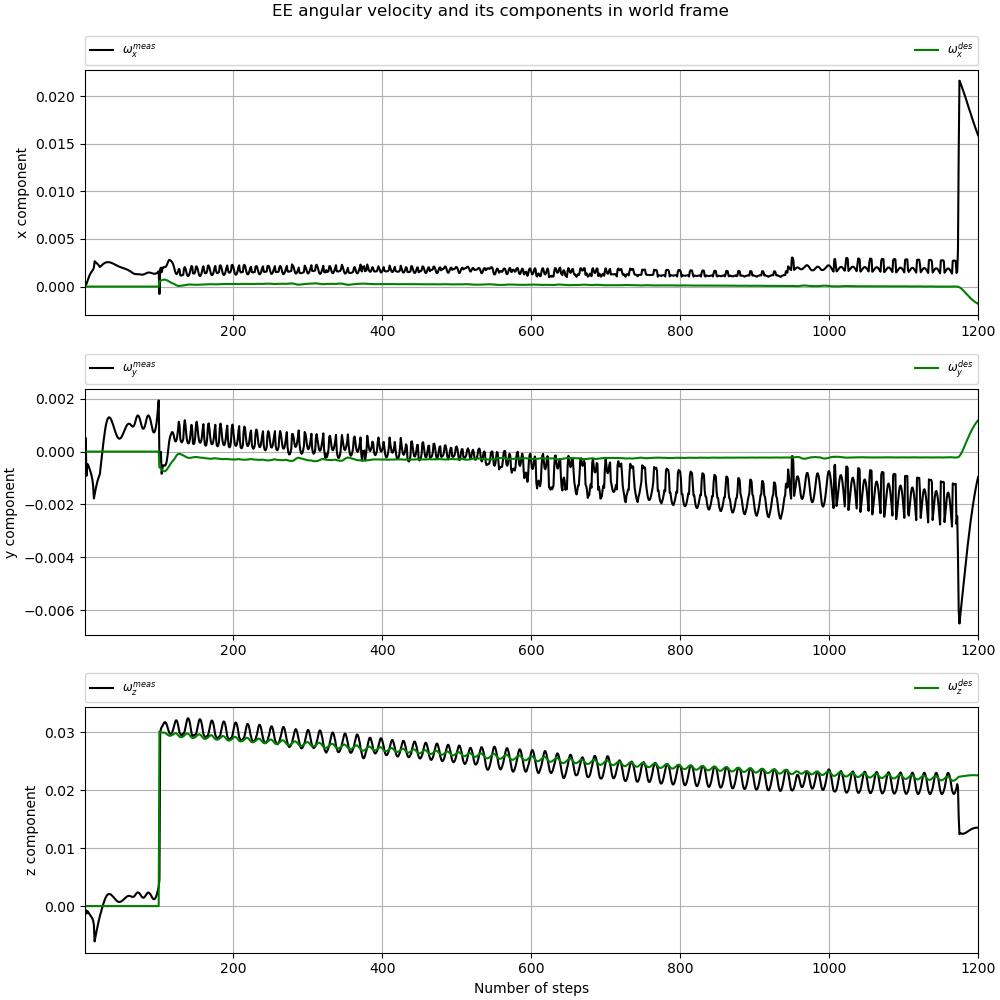 EE angular velocity and its components in world frame
ω_x^meas ω_x^des
0.020
0.015
0.010
0.005
0.000
x component
200 400 600 800 1000 1200
ω_y^meas ω_y^des
0.002
0.000
−0.002
−0.004
−0.006
y component
200 400 600 800 1000 1200
ω_z^meas ω_z^des
0.03
0.02
0.01
0.00
z component
200 400 600 800 1000 1200
Number of steps